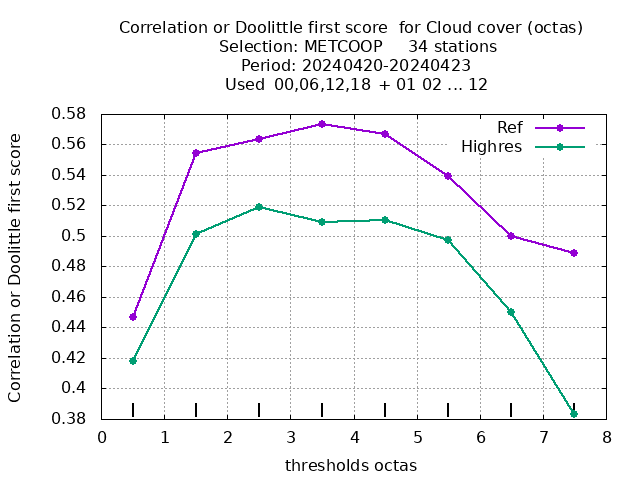 Correlation or Doolittle first score  for Cloud cover (octas)
Selection: METCOOP     34 stations
Period: 20240420-20240423
Used  00,06,12,18 + 01 02 ... 12
Correlation or Doolittle first score
0.58
0.56
0.54
0.52
0.5
0.48
0.46
0.44
0.42
0.4
0.38
Ref
Highres
0 1 2 3 4 5 6 7 8
thresholds octas